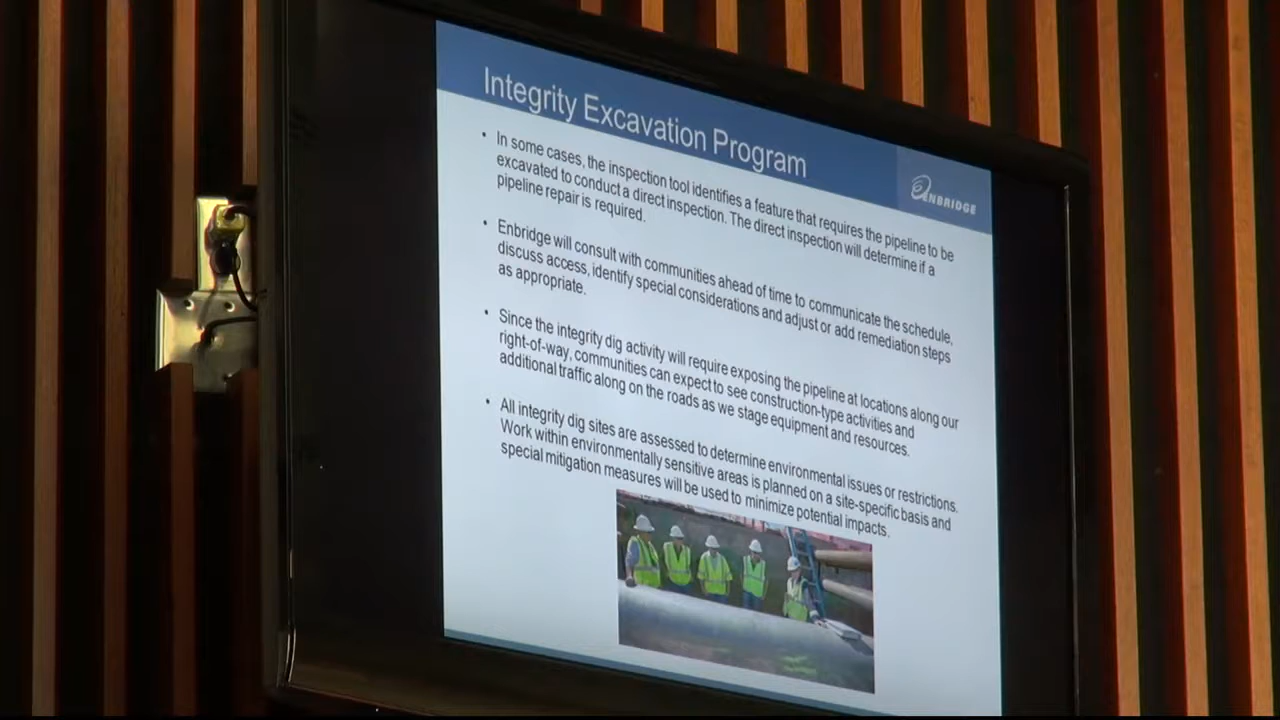 Integrity Excavation Program
ENBRIDGE
• In some cases, the inspection tool identifies a feature that requires the pipeline to be
excavated to conduct a direct inspection. The direct inspection will determine if a
pipeline repair is required.
• Enbridge will consult with communities ahead of time to communicate the schedule,
discuss access, identify special considerations and adjust or add remediation steps
as appropriate.
• Since the integrity dig activity will require exposing the pipeline at locations along our
right-of-way, communities can expect to see construction-type activities and
additional traffic along on the roads as we stage equipment and resources.
• All integrity dig sites are assessed to determine environmental issues or restrictions.
Work within environmentally sensitive areas is planned on a site-specific basis and
special mitigation measures will be used to minimize potential impacts.